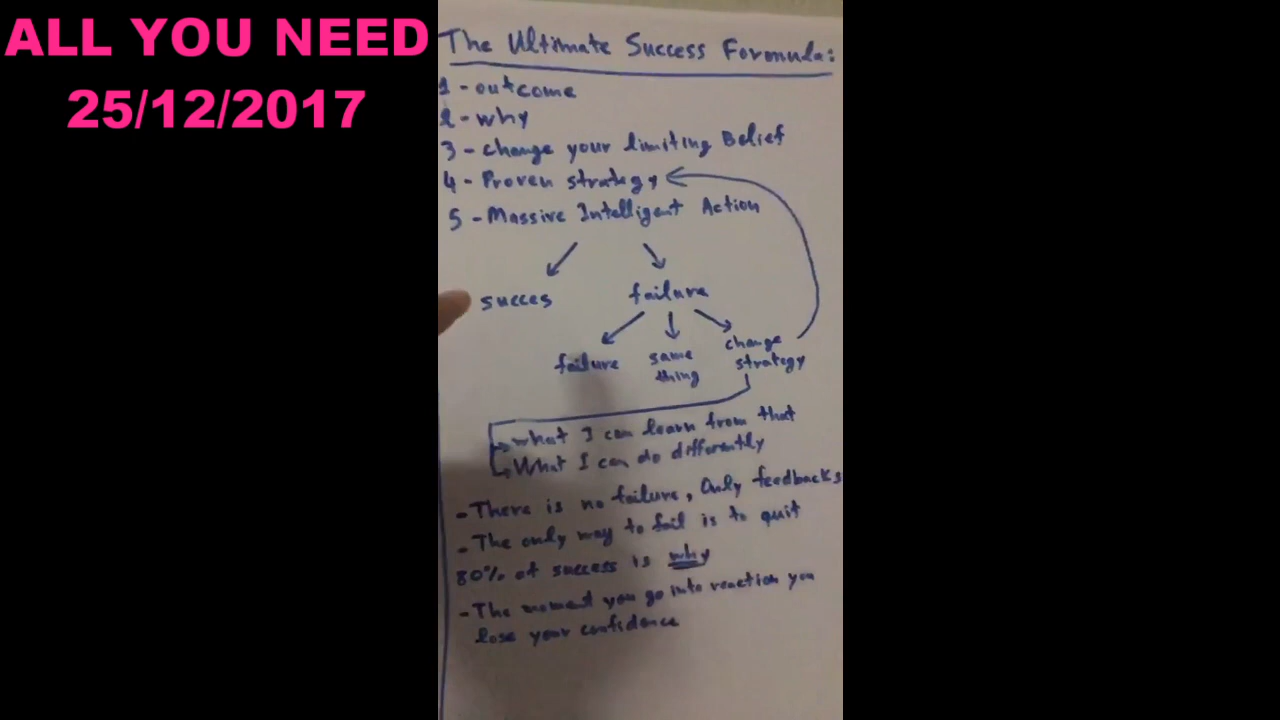 ALL YOU NEED
25/12/2017
The Ultimate Success Foromula:
1 - outcome
2 - why
3 - change your limiting Belief
4 - Proven strategy
5 - Massive Intelligent Action
succes failure
failure same thing change strategy
what I can learn from that
What I can do differently
- There is no failure, Only feedbacks
- The only way to fail is to quit
80% of success is why
- The moment you go into reaction you
lose your confidence